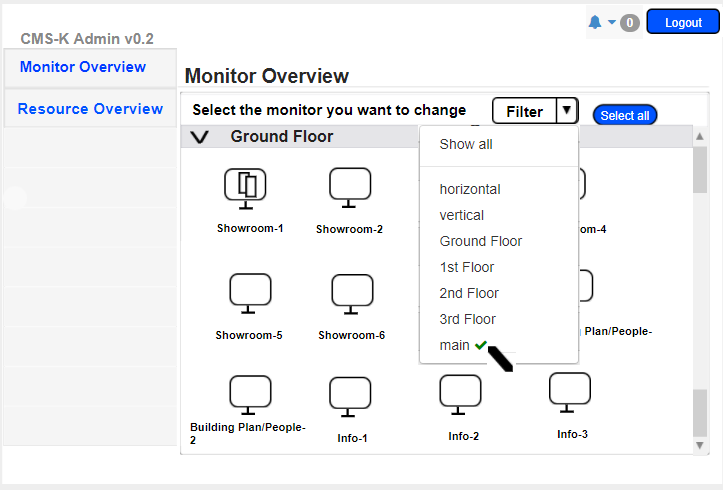 CMS-K Admin v0.2
0
Logout
Monitor Overview
Resource Overview
Monitor Overview
Select the monitor you want to change
Filter
Select all
Ground Floor
Show all
horizontal
vertical
Ground Floor
1st Floor
2nd Floor
3rd Floor
main
Showroom-1
Showroom-2
om-4
Showroom-5
Showroom-6
Plan/People-
Building Plan/People-
2
Info-1
Info-2
Info-3